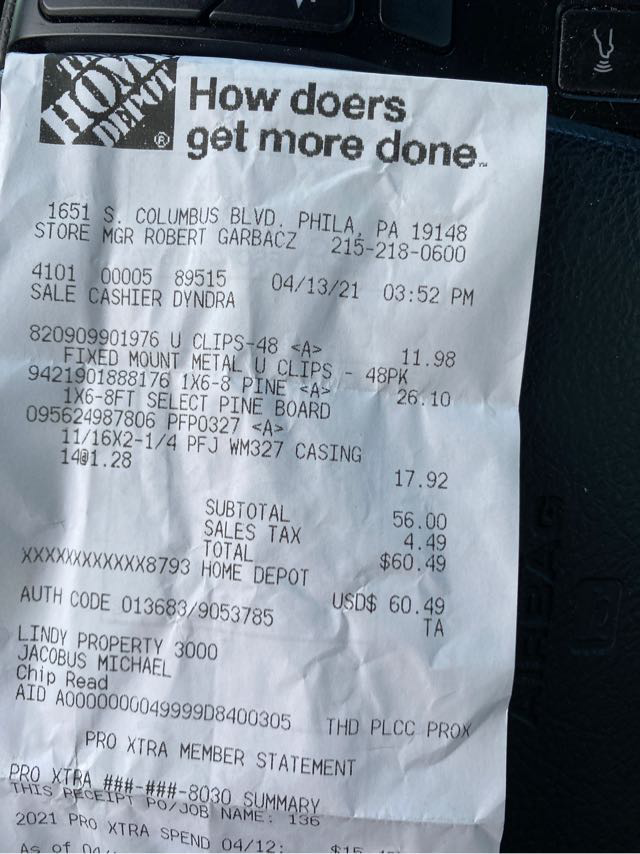 THE HOME DEPOT ®
How doers
get more done™
1651 S. COLUMBUS BLVD. PHILA, PA 19148
STORE MGR ROBERT GARBACZ 215-218-0600
4101 00005 89515 04/13/21 03:52 PM
SALE CASHIER DYNDRA
820909901976 U CLIPS-48 <A> 11.98
FIXED MOUNT METAL U CLIPS - 48PK
9421901888176 1X6-8 PINE <A> 26.10
1X6-8FT SELECT PINE BOARD
095624987806 PFP0327 <A>
11/16X2-1/4 PFJ WM327 CASING
14@1.28 17.92
SUBTOTAL 56.00
SALES TAX 4.49
TOTAL $60.49
XXXXXXXXXXXX8793 HOME DEPOT
USD$ 60.49
AUTH CODE 013683/9053785 TA
LINDY PROPERTY 3000
JACOBUS MICHAEL
Chip Read
AID A0000000049999D8400305 THD PLCC PROX
PRO XTRA MEMBER STATEMENT
PRO XTRA ###-###-8030 SUMMARY
THIS RECEIPT PO/JOB NAME: 136
2021 PRO XTRA SPEND 04/12:
As of
AIRBAG